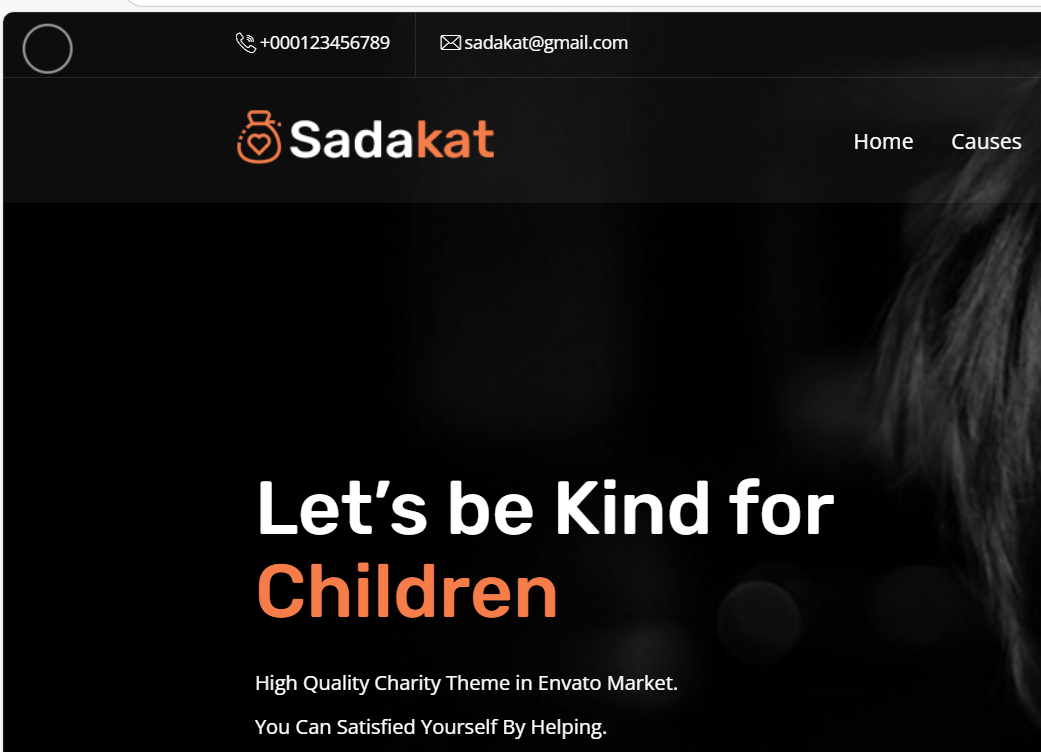 +000123456789 sadakat@gmail.com
Sadakat
Home Causes
Let’s be Kind for
Children
High Quality Charity Theme in Envato Market.
You Can Satisfied Yourself By Helping.